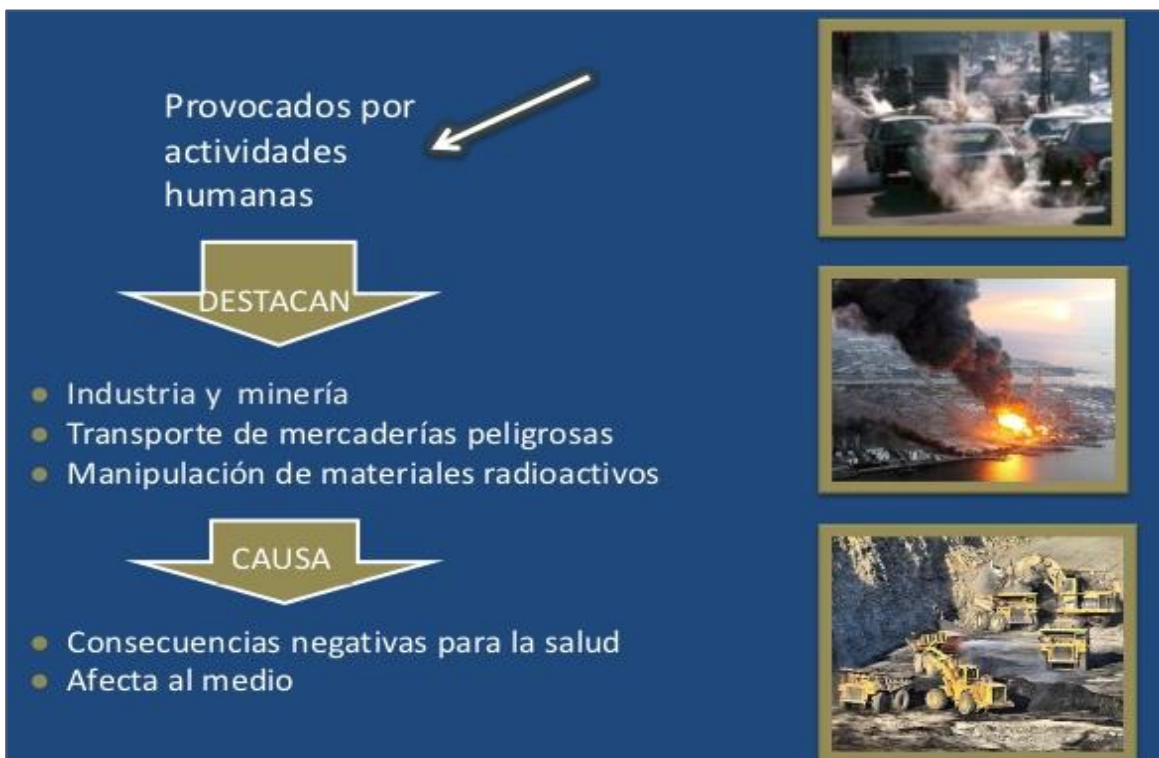 Provocados por
actividades
humanas
DESTACAN
Industria y minería
Transporte de mercaderías peligrosas
Manipulación de materiales radioactivos
CAUSA
Consecuencias negativas para la salud
Afecta al medio